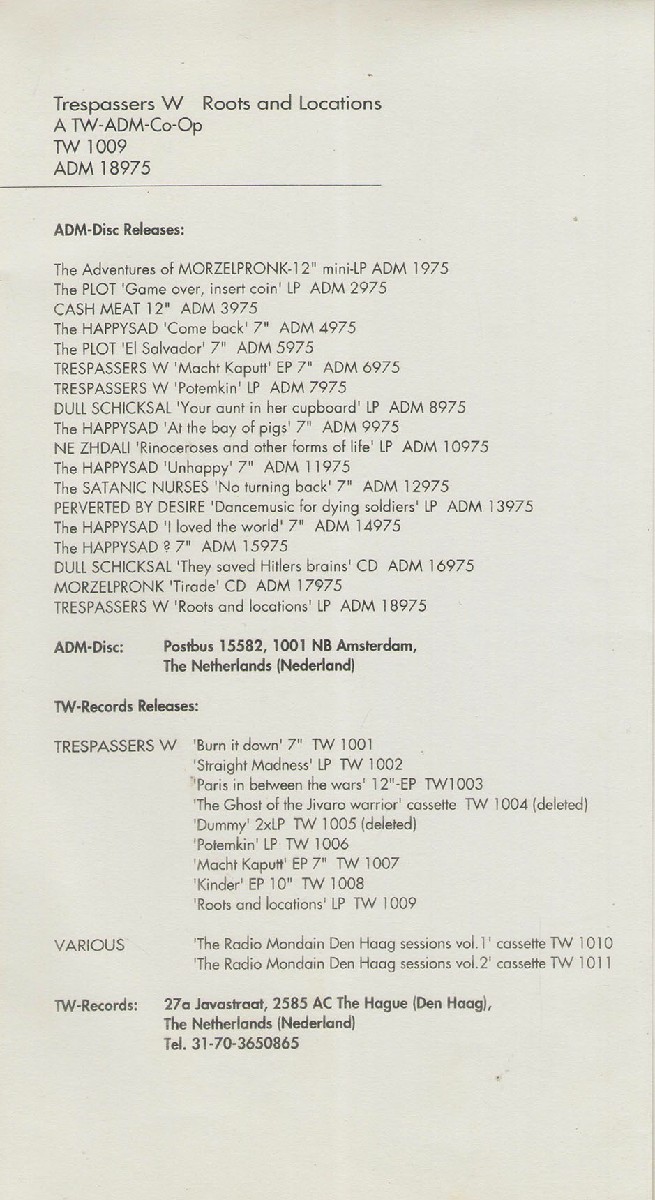 Trespassers W Roots and Locations
A TW-ADM-Co-Op
TW 1009
ADM 18975
ADM-Disc Releases:
The Adventures of MORZELPRONK-12" mini-LP ADM 1975
The PLOT 'Game over, insert coin' LP ADM 2975
CASH MEAT 12" ADM 3975
The HAPPYSAD 'Come back' 7" ADM 4975
The PLOT 'El Salvador' 7" ADM 5975
TRESPASSERS W 'Macht Kaputt' EP 7" ADM 6975
TRESPASSERS W 'Potemkin' LP ADM 7975
DULL SCHICKSAL 'Your aunt in her cupboard' LP ADM 8975
The HAPPYSAD 'At the bay of pigs' 7" ADM 9975
NE ZHDALI 'Rinoceroses and other forms of life' LP ADM 10975
The HAPPYSAD 'Unhappy' 7" ADM 11975
The SATANIC NURSES 'No turning back' 7" ADM 12975
PERVERTED BY DESIRE 'Dancemusic for dying soldiers' LP ADM 13975
The HAPPYSAD 'I loved the world' 7" ADM 14975
The HAPPYSAD ? 7" ADM 15975
DULL SCHICKSAL 'They saved Hitlers brains' CD ADM 16975
MORZELPRONK 'Tirade' CD ADM 17975
TRESPASSERS W 'Roots and locations' LP ADM 18975
ADM-Disc: Postbus 15582, 1001 NB Amsterdam,
The Netherlands (Nederland)
TW-Records Releases:
TRESPASSERS W 'Burn it down' 7" TW 1001
'Straight Madness' LP TW 1002
'Paris in between the wars' 12"-EP TW1003
'The Ghost of the Jivaro warrior' cassette TW 1004 (deleted)
'Dummy' 2xLP TW 1005 (deleted)
'Potemkin' LP TW 1006
'Macht Kaputt' EP 7" TW 1007
'Kinder' EP 10" TW 1008
'Roots and locations' LP TW 1009
VARIOUS 'The Radio Mondain Den Haag sessions vol.1' cassette TW 1010
'The Radio Mondain Den Haag sessions vol.2' cassette TW 1011
TW-Records: 27a Javastraat, 2585 AC The Hague (Den Haag),
The Netherlands (Nederland)
Tel. 31-70-3650865